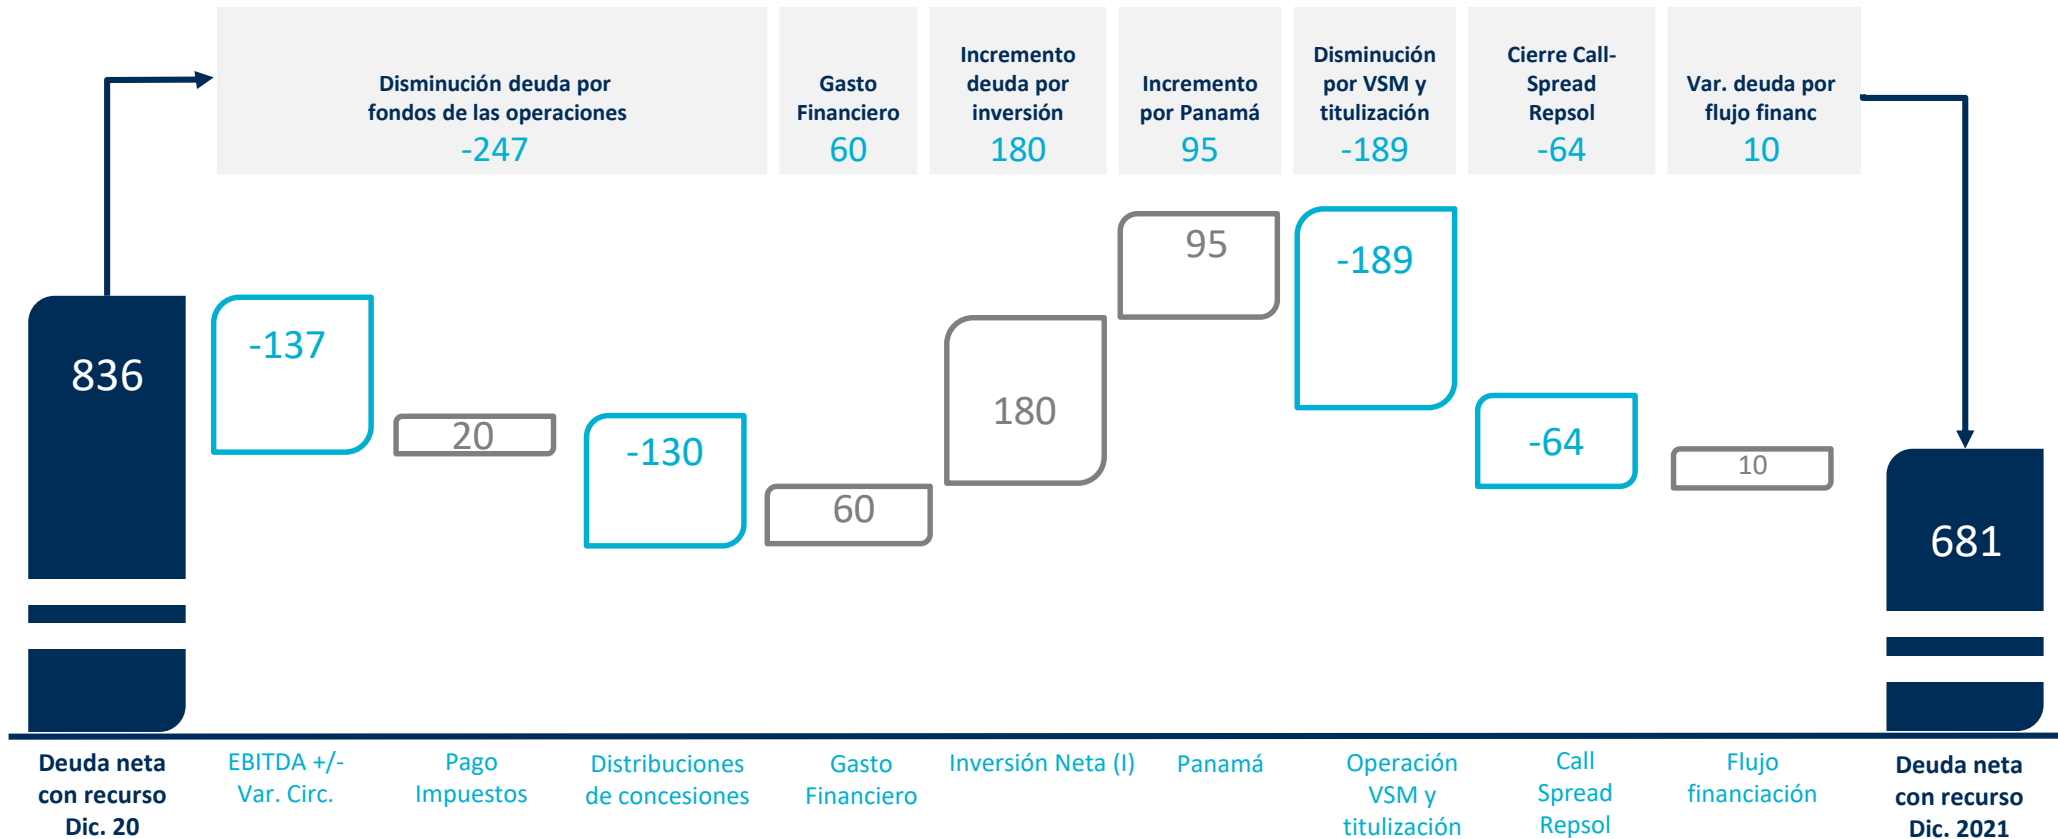 Disminución deuda por
fondos de las operaciones
-247
Gasto
Financiero
60
Incremento
deuda por
inversión
180
Incremento
por Panamá
95
Disminución
por VSM y
titulización
-189
Cierre Call-
Spread
Repsol
-64
Var. deuda por
flujo financ
10
836
-137
20
-130
60
180
95
-189
-64
10
681
Deuda neta
con recurso
Dic. 20
EBITDA +/-
Var. Circ.
Pago
Impuestos
Distribuciones
de concesiones
Gasto
Financiero
Inversión Neta (I)
Panamá
Operación
VSM y
titulización
Call
Spread
Repsol
Flujo
financiación
Deuda neta
con recurso
Dic. 2021